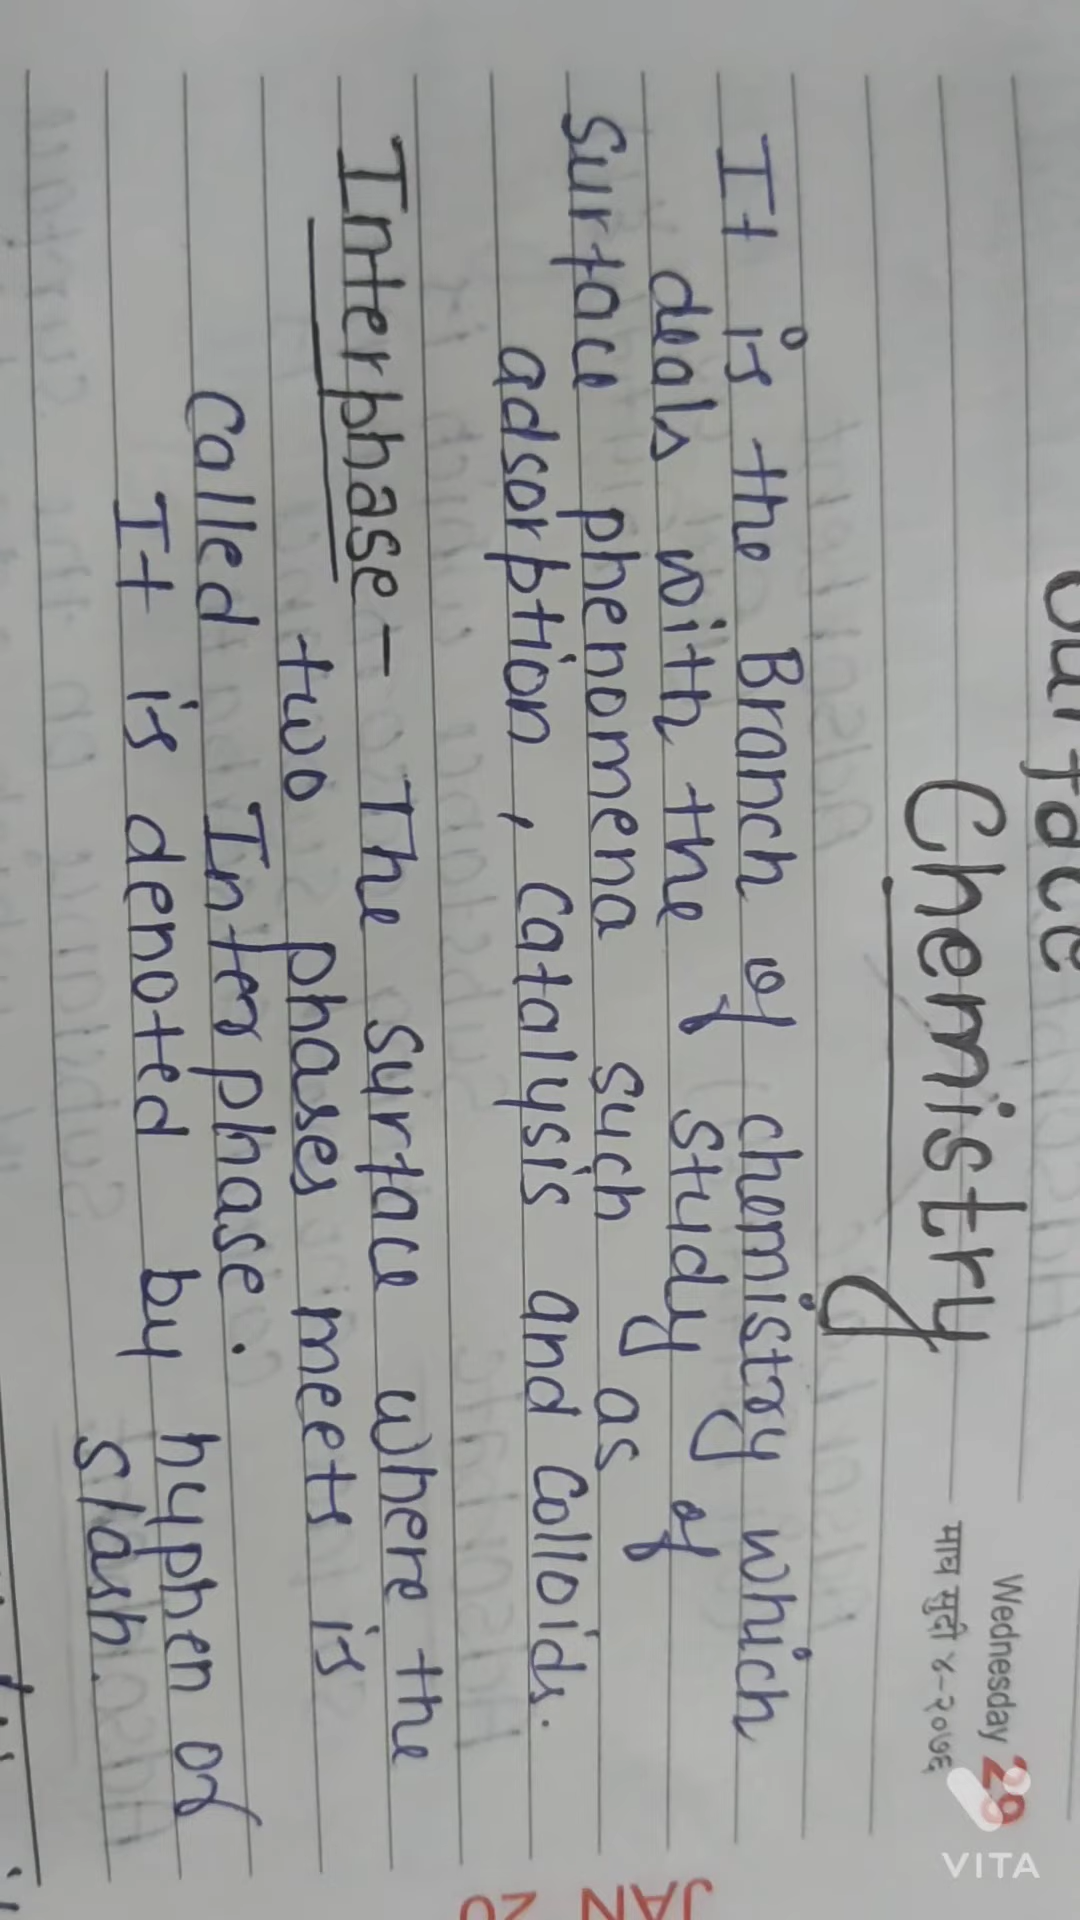 Surface
Chemistry
Wednesday 29
माघ सुदी ४-२०७६
JAN 20
It is the Branch of chemistry which
deals with the study of
Surface phenomena such as
adsorption, Catalysis and Colloids.
Interphase - The surface where the
two phases meets is
Called Interphase.
It is denoted by hyphen or
slash.
VITA